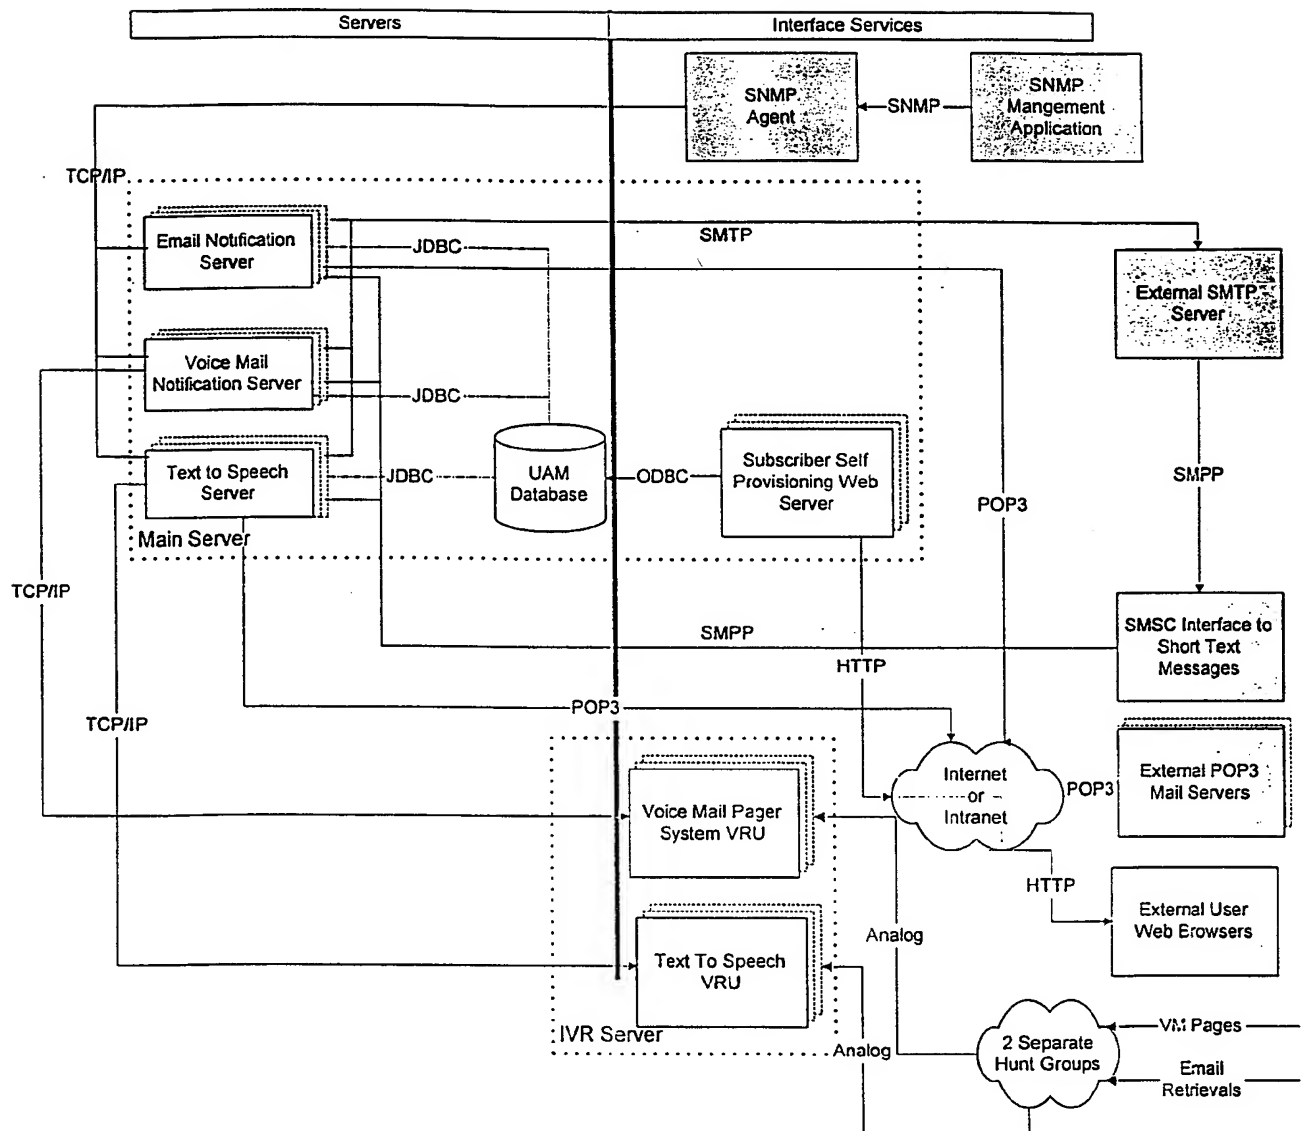 Servers
Interface Services
SNMP
Agent
SNMP
SNMP
Mangement
Application
TCP/IP
Email Notification
Server
JDBC
SMTP
External SMTP
Server
Voice Mail
Notification Server
JDBC
Text to Speech
Server
JDBC
UAM
Database
ODBC
Subscriber Self
Provisioning Web
Server
POP3
SMPP
Main Server
TCP/IP
SMPP
SMSC Interface to
Short Text
Messages
HTTP
TCP/IP
POP3
Internet
or
Intranet
POP3
External POP3
Mail Servers
Voice Mail Pager
System VRU
HTTP
External User
Web Browsers
Analog
Text To Speech
VRU
IVR Server
Analog
2 Separate
Hunt Groups
VM Pages
Email
Retrievals